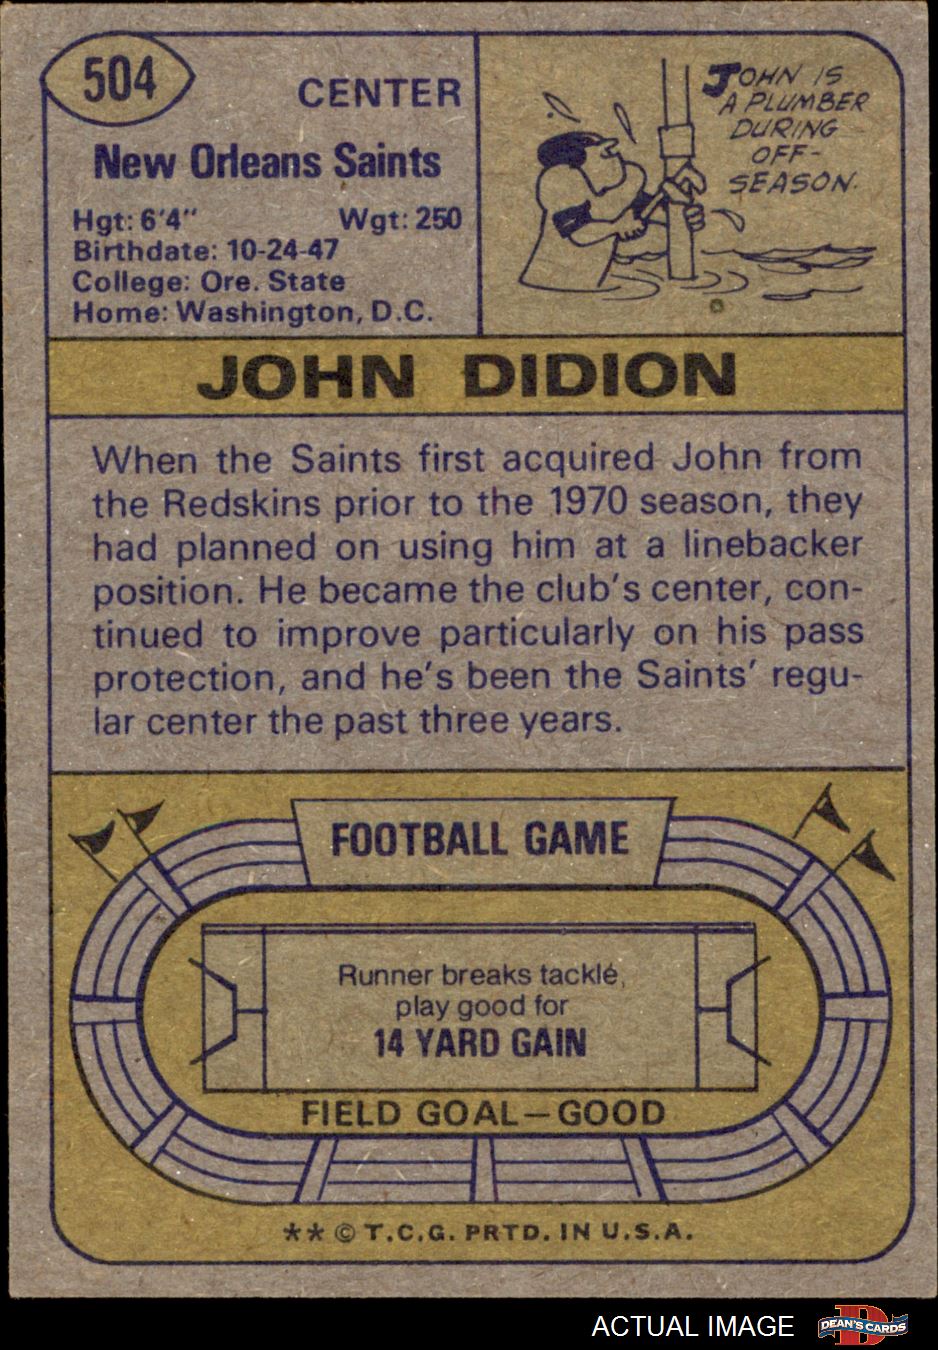 504
CENTER
New Orleans Saints
Hgt: 6'4" Wgt: 250
Birthdate: 10-24-47
College: Ore. State
Home: Washington, D.C.
JOHN IS
A PLUMBER
DURING
OFF-
SEASON.
JOHN DIDION
When the Saints first acquired John from
the Redskins prior to the 1970 season, they
had planned on using him at a linebacker
position. He became the club's center, con-
tinued to improve particularly on his pass
protection, and he's been the Saints' regu-
lar center the past three years.
FOOTBALL GAME
Runner breaks tackle,
play good for
14 YARD GAIN
FIELD GOAL—GOOD
** © T.C.G. PRTD. IN U.S.A.
ACTUAL IMAGE
D
DEAN'S CARDS